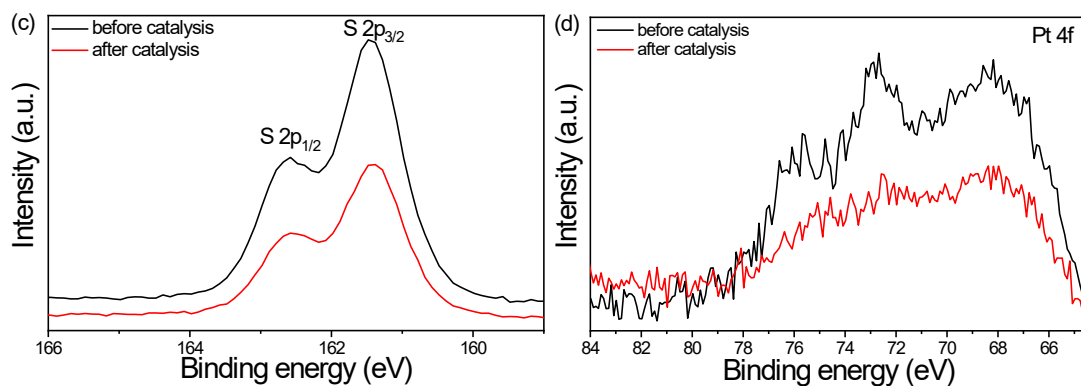 (c)
before catalysis
after catalysis
S 2p3/2
S 2p1/2
Intensity (a.u.)
166 164 162 160
Binding energy (eV)
(d)
before catalysis
after catalysis
Pt 4f
Intensity (a.u.)
84 82 80 78 76 74 72 70 68 66
Binding energy (eV)